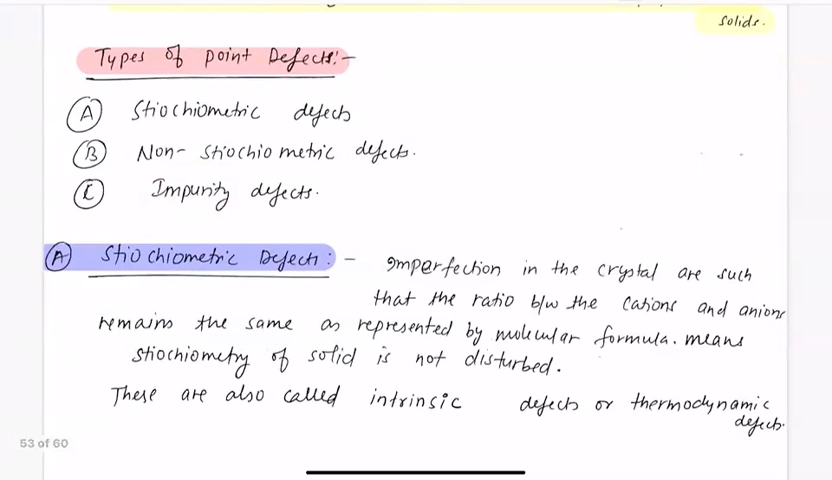 solids.
Types of point Defects:-
A Stiochiometric defects
B Non-stiochiometric defects.
C Impurity defects.
A Stiochiometric Defects: - Imperfection in the crystal are such
that the ratio b/w the cations and anions
remains the same as represented by molecular formula. means
stiochiometry of solid is not disturbed.
These are also called intrinsic defects or thermodynamic
defects.
53 of 60